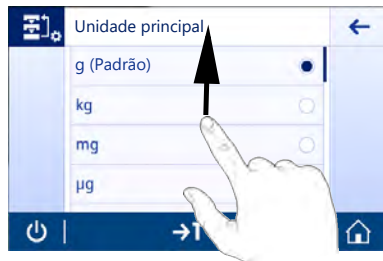 Unidade principal
g (Padrão)
kg
mg
µg
→T